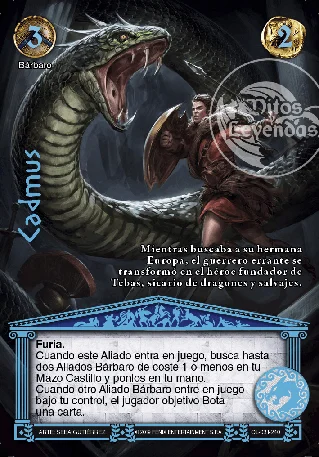 3
2
Bárbaro
Mitos
Leyendas
Cadmus
Mientras buscaba a su hermana
Europa, el guerrero errante se
transformó en el héroe fundador de
Tebas, sicario de dragones y salvajes.
Furia.
Cuando este Aliado entra en juego, busca hasta
dos Aliados Bárbaro de coste 1 o menos en tu
Mazo Castillo y ponlos en tu mano.
Cuando otro Aliado Bárbaro entre en juego
bajo tu control, el jugador objetivo Bota
una carta.